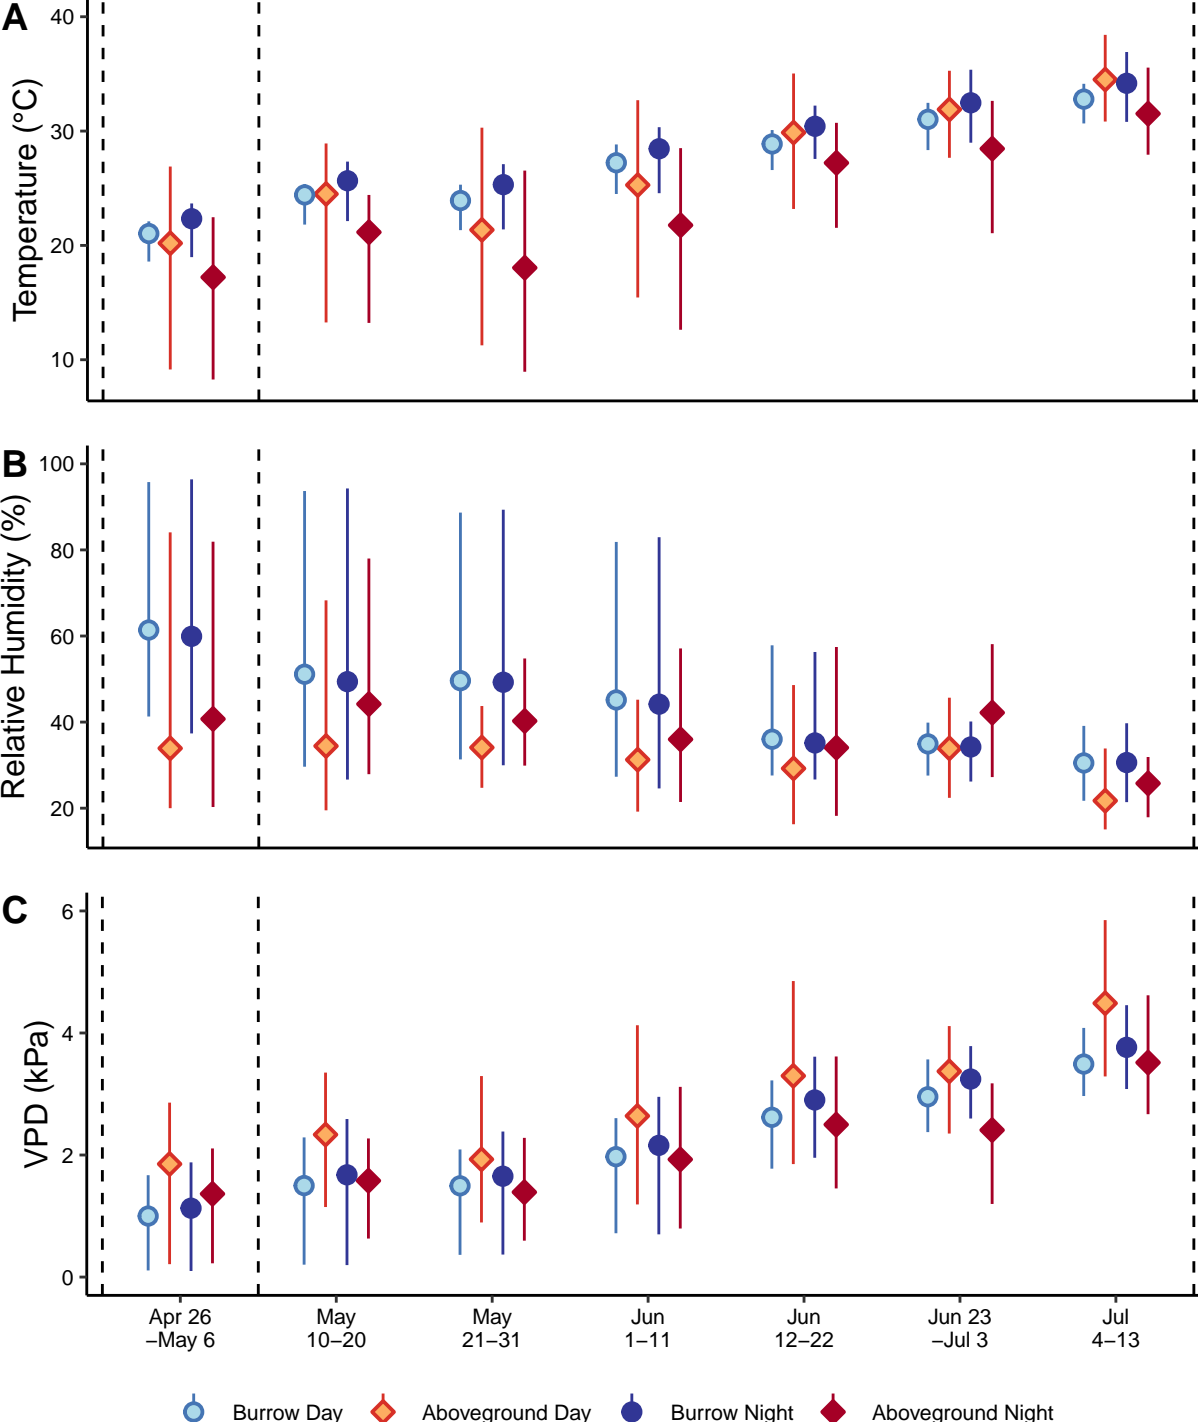 A
Temperature (°C)
40
30
20
10
B
Relative Humidity (%)
100
80
60
40
20
C
VPD (kPa)
6
4
2
0
Apr 26 May May Jun Jun Jun 23 Jul
–May 6 10–20 21–31 1–11 12–22 –Jul 3 4–13
Burrow Day Aboveground Day Burrow Night Aboveground Night